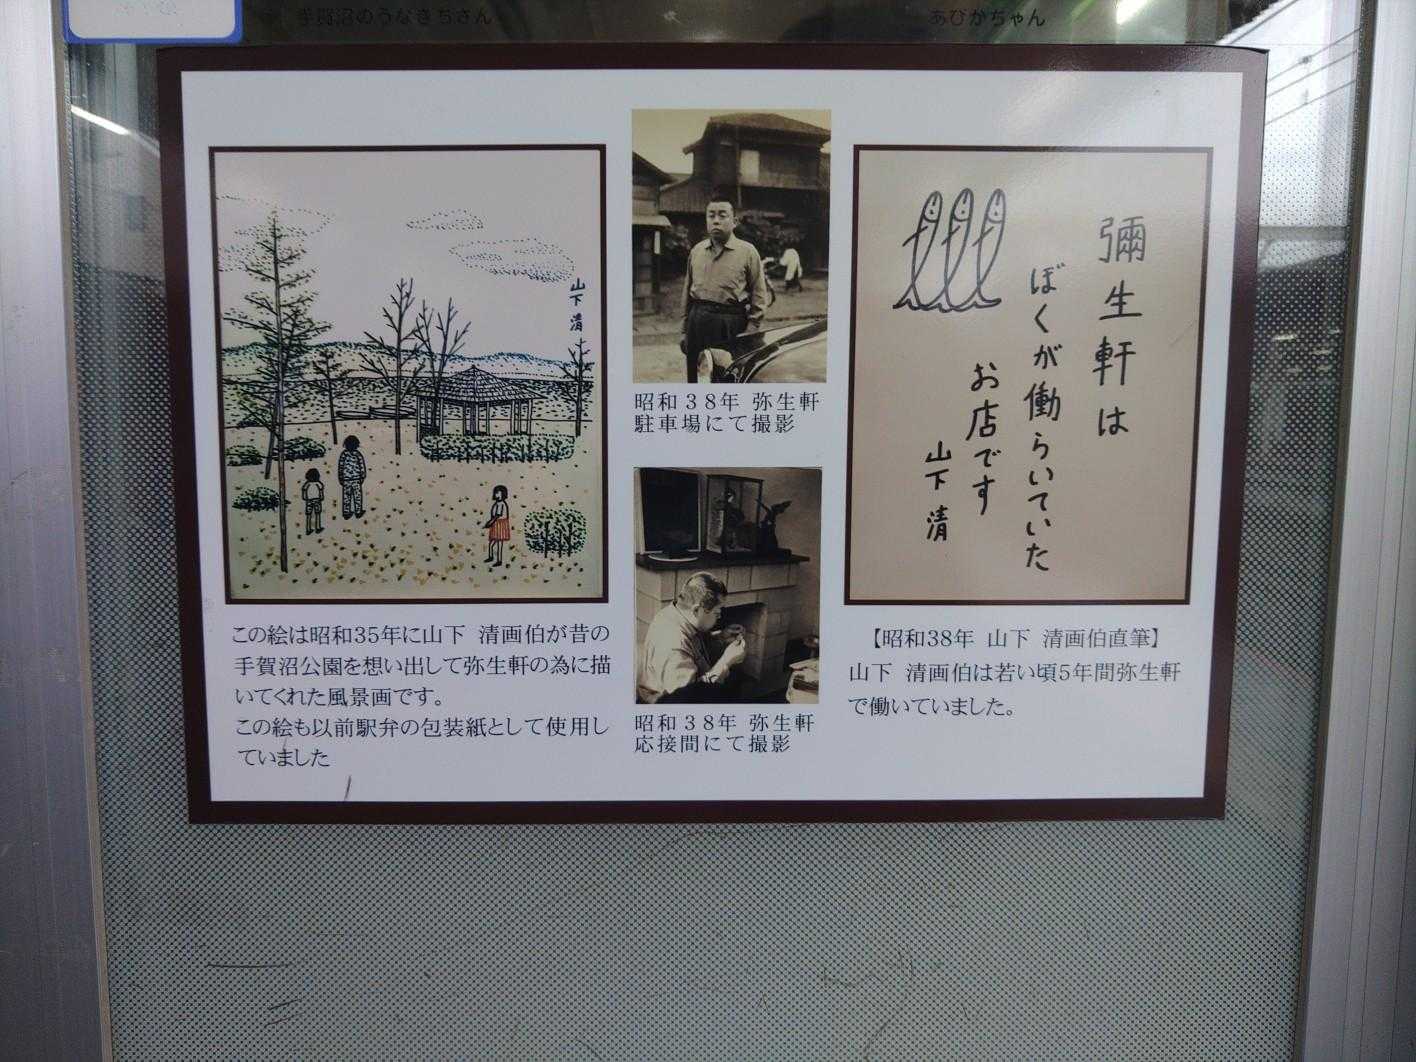 手賀沼のうなきちさん
あびかちゃん
山下清
この絵は昭和35年に山下 清画伯が昔の
手賀沼公園を想い出して弥生軒の為に描
いてくれた風景画です。
この絵も以前駅弁の包装紙として使用し
ていました
昭和38年 弥生軒
駐車場にて撮影
昭和38年 弥生軒
応接間にて撮影
彌生軒は
ぼくが働らいていた
お店です
山下清
【昭和38年 山下 清画伯直筆】
山下 清画伯は若い頃5年間弥生軒
で働いていました。